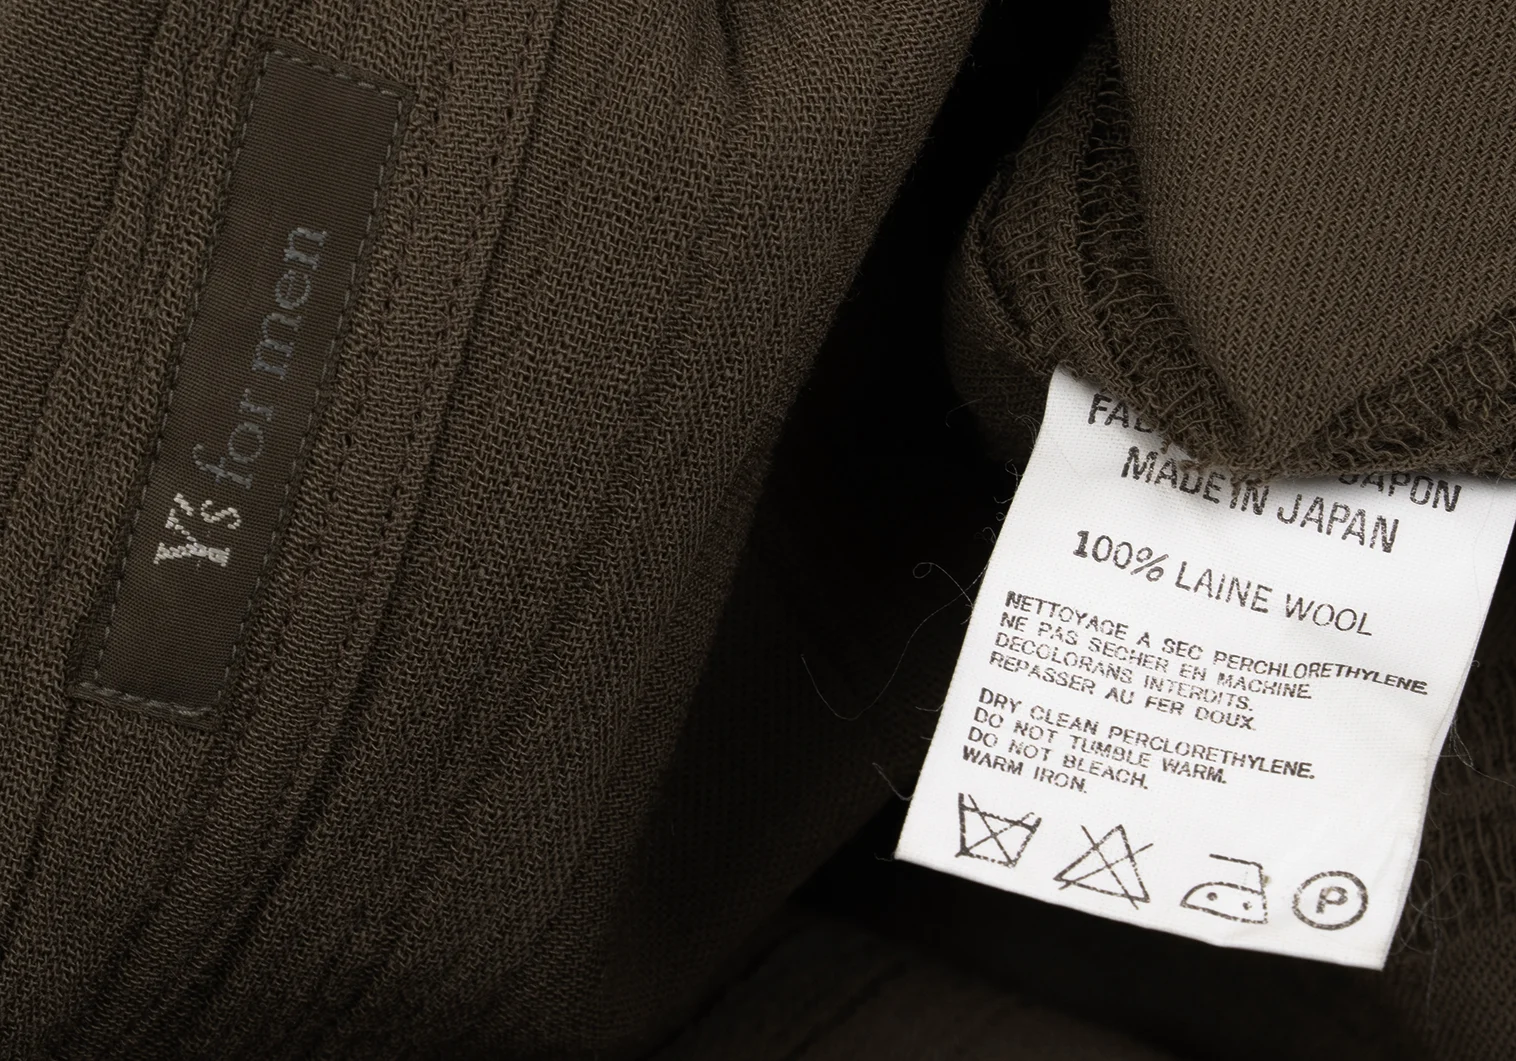 Y's for men
JAPON
MADE IN JAPAN
100% LAINE WOOL
NETTOYAGE A SEC PERCHLORETHYLENE.
NE PAS SECHER EN MACHINE.
DECOLORANS INTERDITS.
REPASSER AU FER DOUX.
DRY CLEAN PERCLORETHYLENE.
DO NOT TUMBLE WARM.
DO NOT BLEACH.
WARM IRON.
P